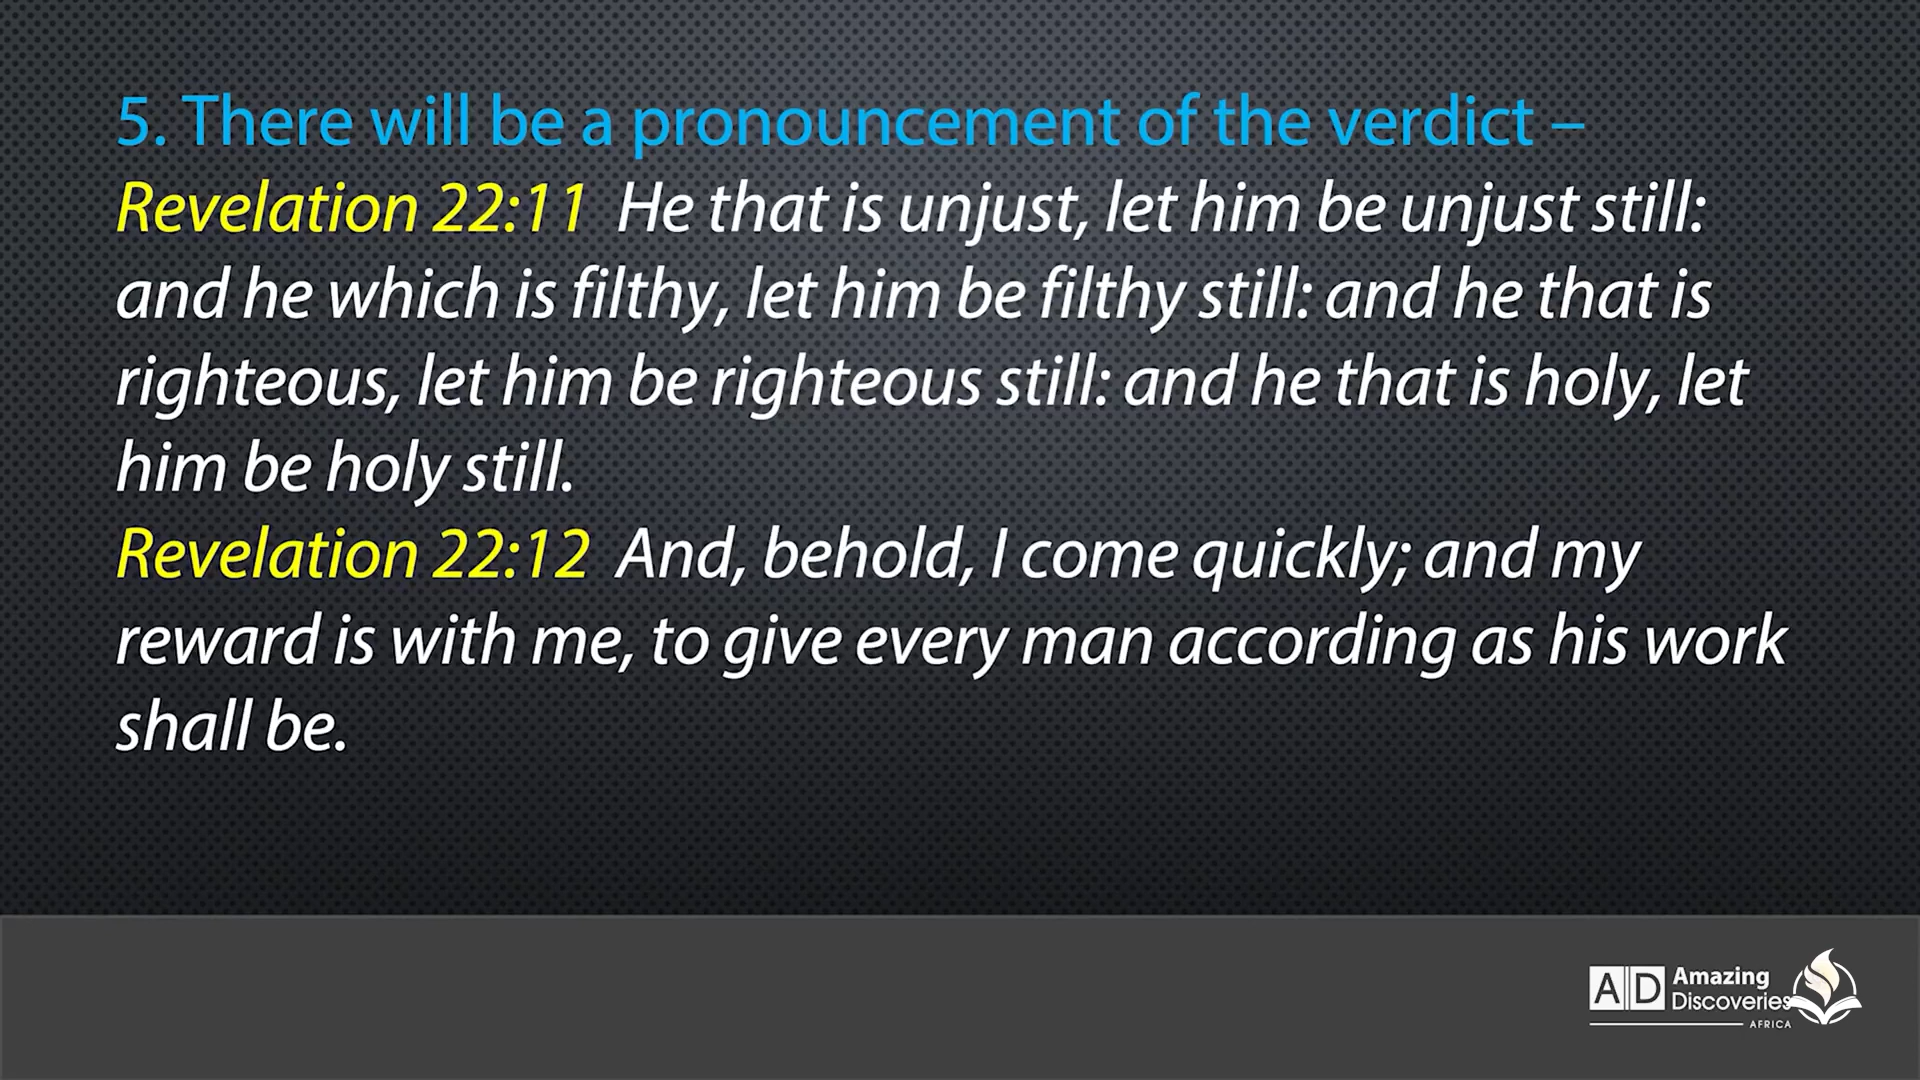 5. There will be a pronouncement of the verdict –
Revelation 22:11 He that is unjust, let him be unjust still:
and he which is filthy, let him be filthy still: and he that is
righteous, let him be righteous still: and he that is holy, let
him be holy still.
Revelation 22:12 And, behold, I come quickly; and my
reward is with me, to give every man according as his work
shall be.
AD Amazing
Discoveries
AFRICA